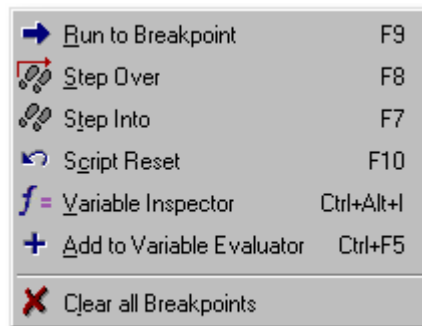 Run to Breakpoint F9
Step Over F8
Step Into F7
Script Reset F10
ƒ= Variable Inspector Ctrl+Alt+I
Add to Variable Evaluator Ctrl+F5
Clear all Breakpoints